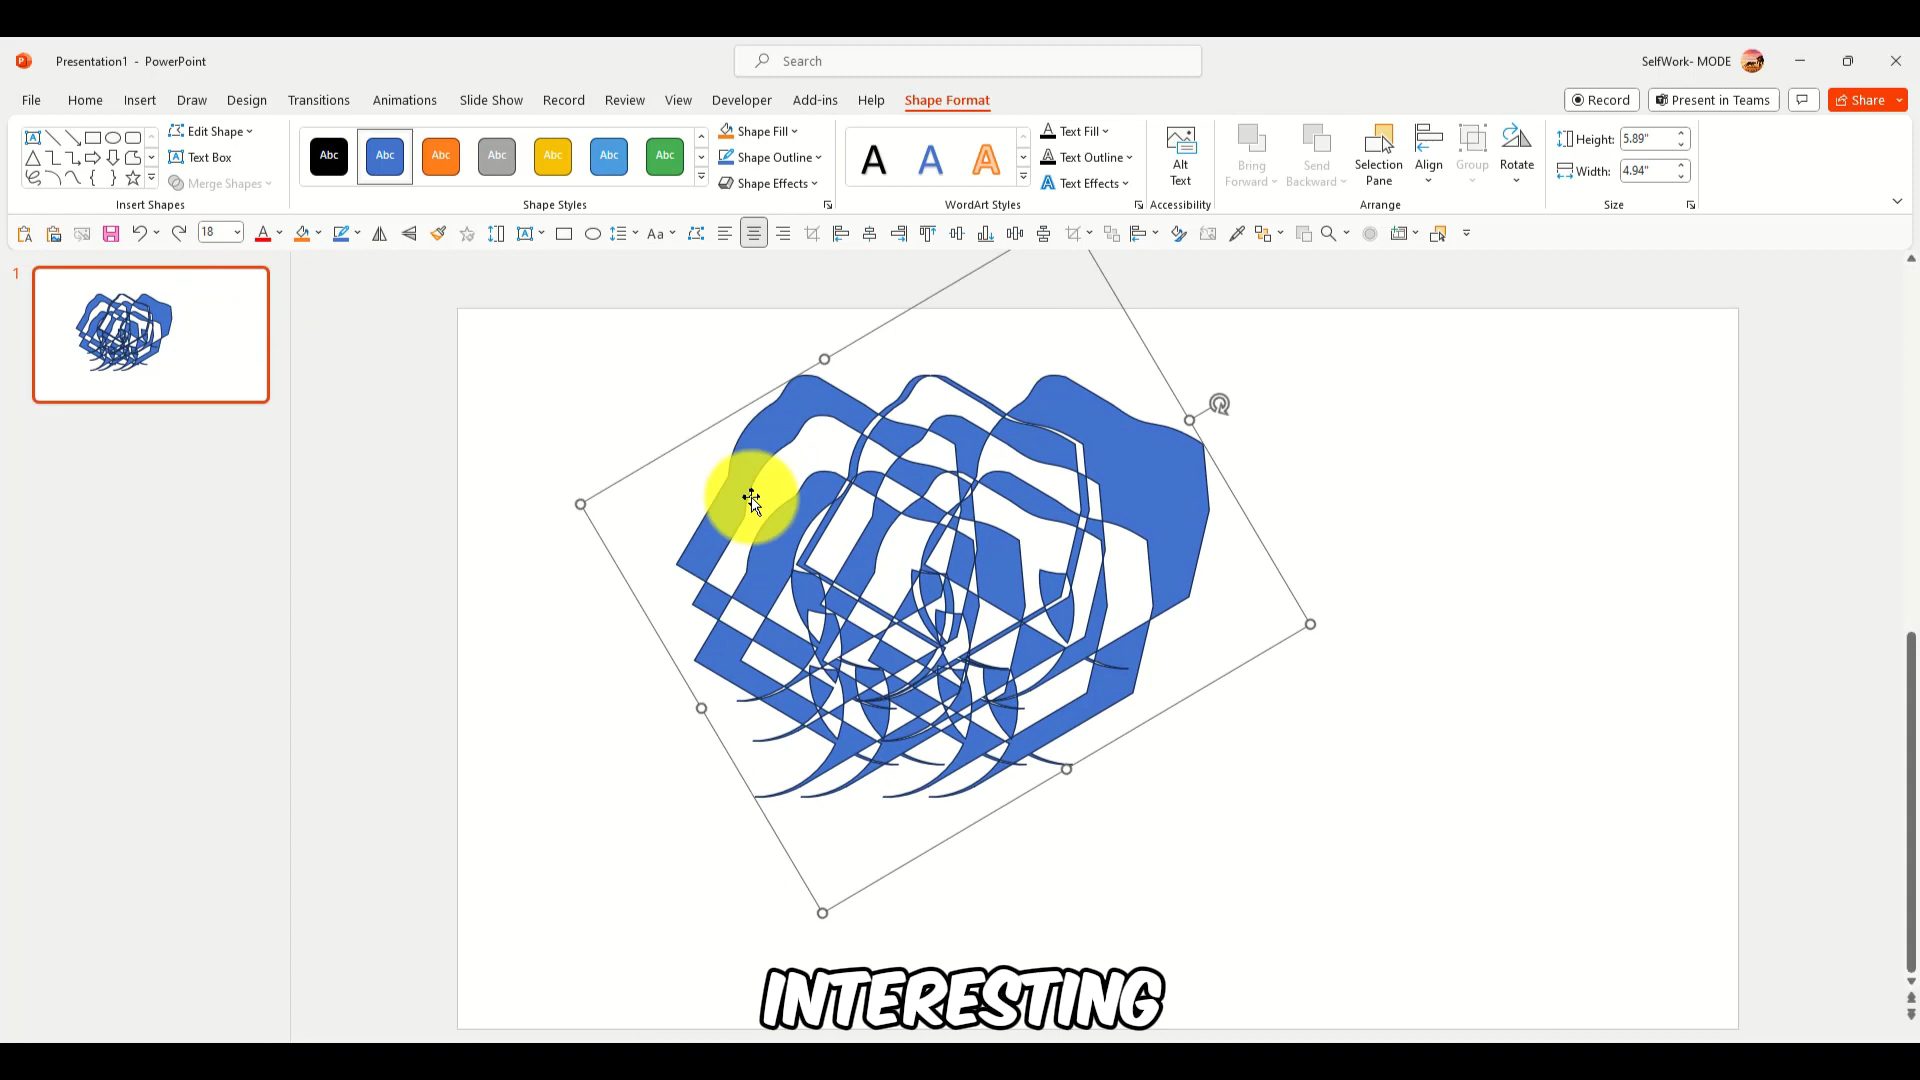 Presentation1 - PowerPoint
Search
SelfWork- MODE
File Home Insert Draw Design Transitions Animations Slide Show Record Review View Developer Add-ins Help Shape Format
Record Present in Teams Share
Edit Shape
Text Box
Merge Shapes
Insert Shapes
Abc Abc Abc Abc Abc Abc Abc
Shape Fill
Shape Outline
Shape Effects
Shape Styles
A A A
Text Fill
Text Outline
Text Effects
WordArt Styles
Alt
Text
Accessibility
Bring
Forward
Send
Backward
Selection
Pane
Align
Group
Rotate
Arrange
Height: 5.89"
Width: 4.94"
Size
18
A
Aa
1
INTERESTING